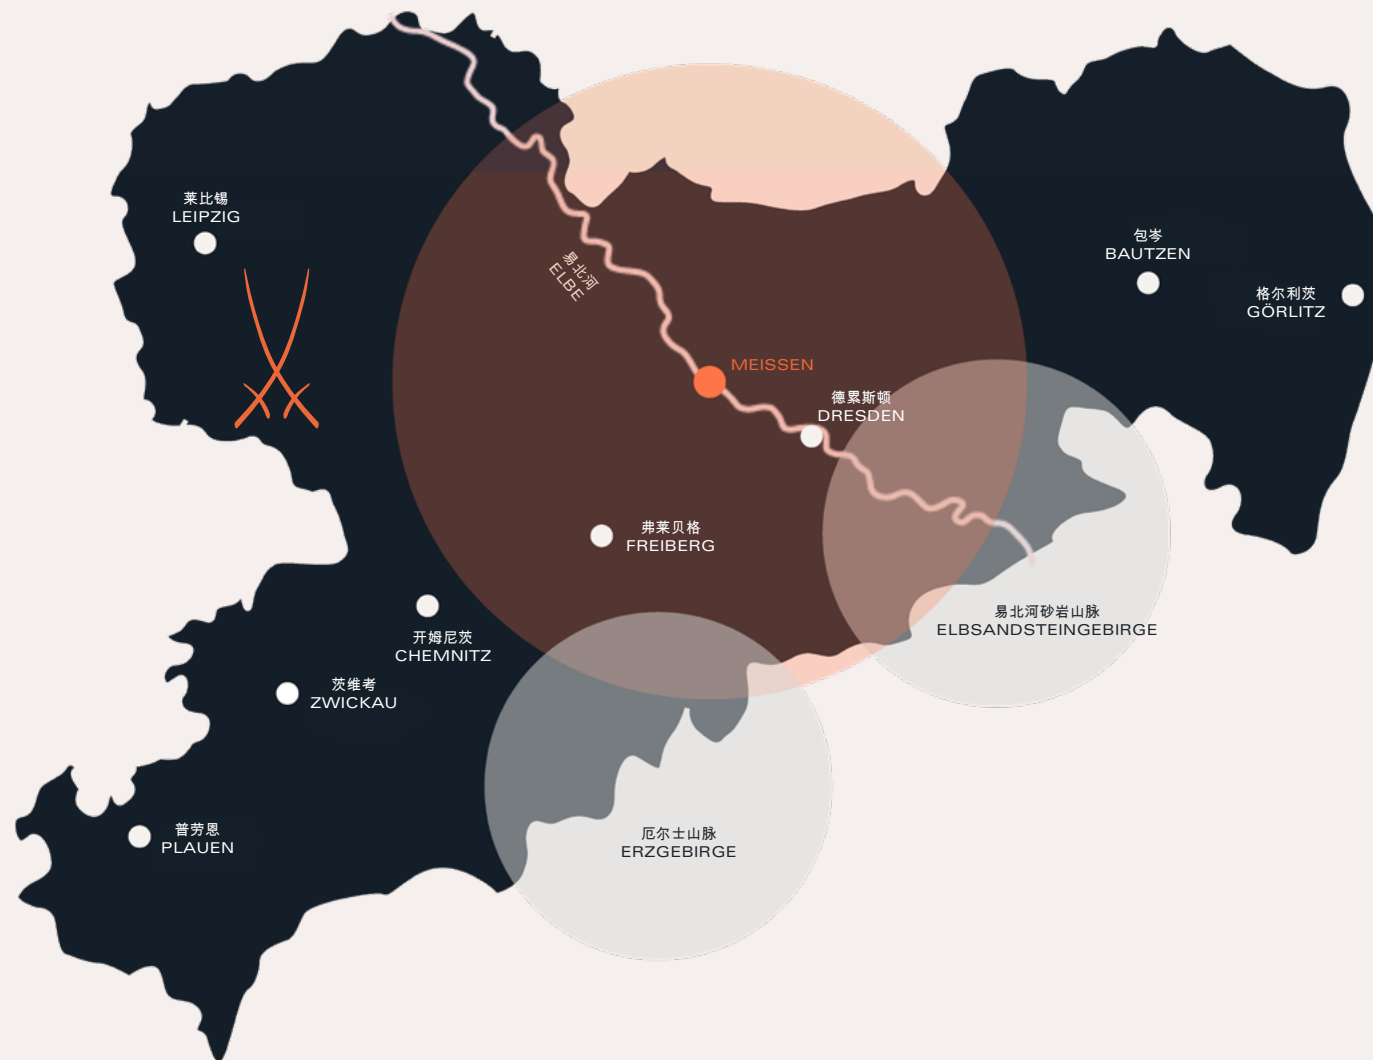 莱比锡
LEIPZIG
包岑
BAUTZEN
易北河
ELBE
格尔利茨
GÖRLITZ
MEISSEN
德累斯顿
DRESDEN
弗莱贝格
FREIBERG
易北河砂岩山脉
ELBSANDSTEINGEBIRGE
开姆尼茨
CHEMNITZ
茨维考
ZWICKAU
普劳恩
PLAUEN
厄尔士山脉
ERZGEBIRGE